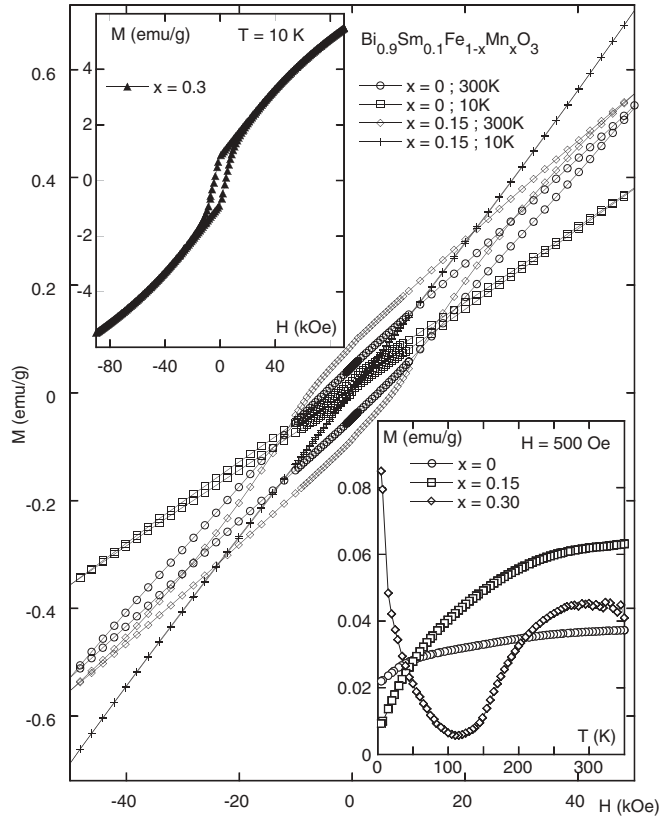 M (emu/g)
T = 10 K
x = 0.3
4
2
0
-2
-4
-80
-40
0
40
H (kOe)
Bi0.9Sm0.1Fe1-xMnxO3
x = 0 ; 300K
x = 0 ; 10K
x = 0.15 ; 300K
x = 0.15 ; 10K
0.6
0.4
0.2
0
-0.2
-0.4
-0.6
M (emu/g)
-40
-20
0
20
40
H (kOe)
M (emu/g)
H = 500 Oe
x = 0
x = 0.15
x = 0.30
0.08
0.06
0.04
0.02
0
0
100
200
300
T (K)